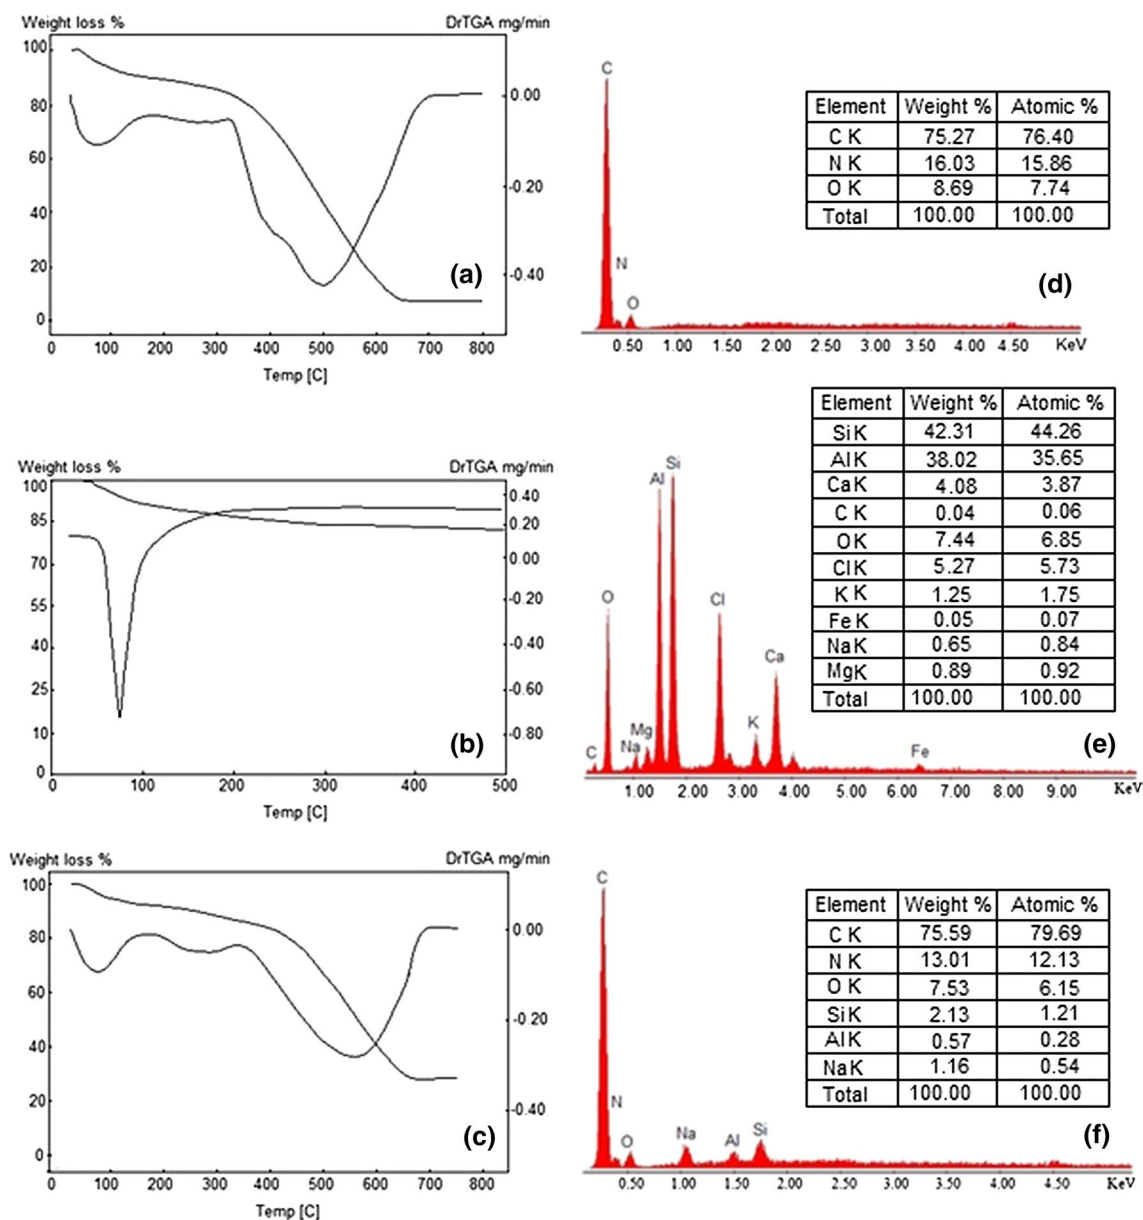 Weight loss %
DrTGA mg/min
100
80
60
40
20
0
0.00
-0.20
-0.40
(a)
0
100
200
300
400
500
600
700
800
Temp [C]
C
N
O
0.50
1.00
1.50
2.00
2.50
3.00
3.50
4.00
4.50
KeV
Element Weight % Atomic %
C K 75.27 76.40
N K 16.03 15.86
O K 8.69 7.74
Total 100.00 100.00
(d)
Weight loss %
DrTGA mg/min
100
85
70
55
40
25
10
0
0.40
0.20
0.00
-0.20
-0.40
-0.60
-0.80
(b)
0
100
200
300
400
500
Temp [C]
C
O
Na
Mg
Al
Si
Cl
K
Ca
Fe
1.00
2.00
3.00
4.00
5.00
6.00
7.00
8.00
9.00
KeV
Element Weight % Atomic %
Si K 42.31 44.26
Al K 38.02 35.65
Ca K 4.08 3.87
C K 0.04 0.06
O K 7.44 6.85
Cl K 5.27 5.73
K K 1.25 1.75
Fe K 0.05 0.07
Na K 0.65 0.84
Mg K 0.89 0.92
Total 100.00 100.00
(e)
Weight loss %
DrTGA mg/min
100
80
60
40
20
0
0.00
-0.20
-0.40
(c)
0
100
200
300
400
500
600
700
800
Temp [C]
C
N
O
Na
Al
Si
0.50
1.00
1.50
2.00
2.50
3.00
3.50
4.00
4.50
KeV
Element Weight % Atomic %
C K 75.59 79.69
N K 13.01 12.13
O K 7.53 6.15
Si K 2.13 1.21
Al K 0.57 0.28
Na K 1.16 0.54
Total 100.00 100.00
(f)